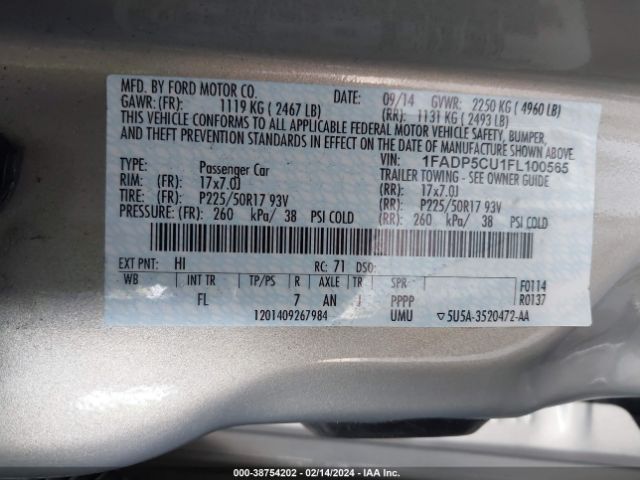 MFD. BY FORD MOTOR CO. DATE: 09/14 GVWR: 2250 KG ( 4960 LB)
GAWR: (FR): 1119 KG ( 2467 LB) (RR): 1131 KG ( 2493 LB)
THIS VEHICLE CONFORMS TO ALL APPLICABLE FEDERAL MOTOR VEHICLE SAFETY, BUMPER,
AND THEFT PREVENTION STANDARDS IN EFFECT ON THE DATE OF MANUFACTURE SHOWN ABOVE.
VIN: 1FADP5CU1FL100565
TYPE: Passenger Car TRAILER TOWING - SEE OWNER GUIDE
RIM: (FR): 17x7.0J (RR): 17x7.0J
TIRE: (FR): P225/50R17 93V (RR): P225/50R17 93V
PRESSURE: (FR): 260 kPa/ 38 PSI COLD (RR): 260 kPa/ 38 PSI COLD
EXT PNT: HI RC: 71 DSO:
WB INT TR TP/PS R AXLE TR SPR F0114
FL 7 AN J PPPP R0137
1201409267984 UMU ▽5U5A-3520472-AA
000-38754202 - 02/14/2024 - IAA Inc.